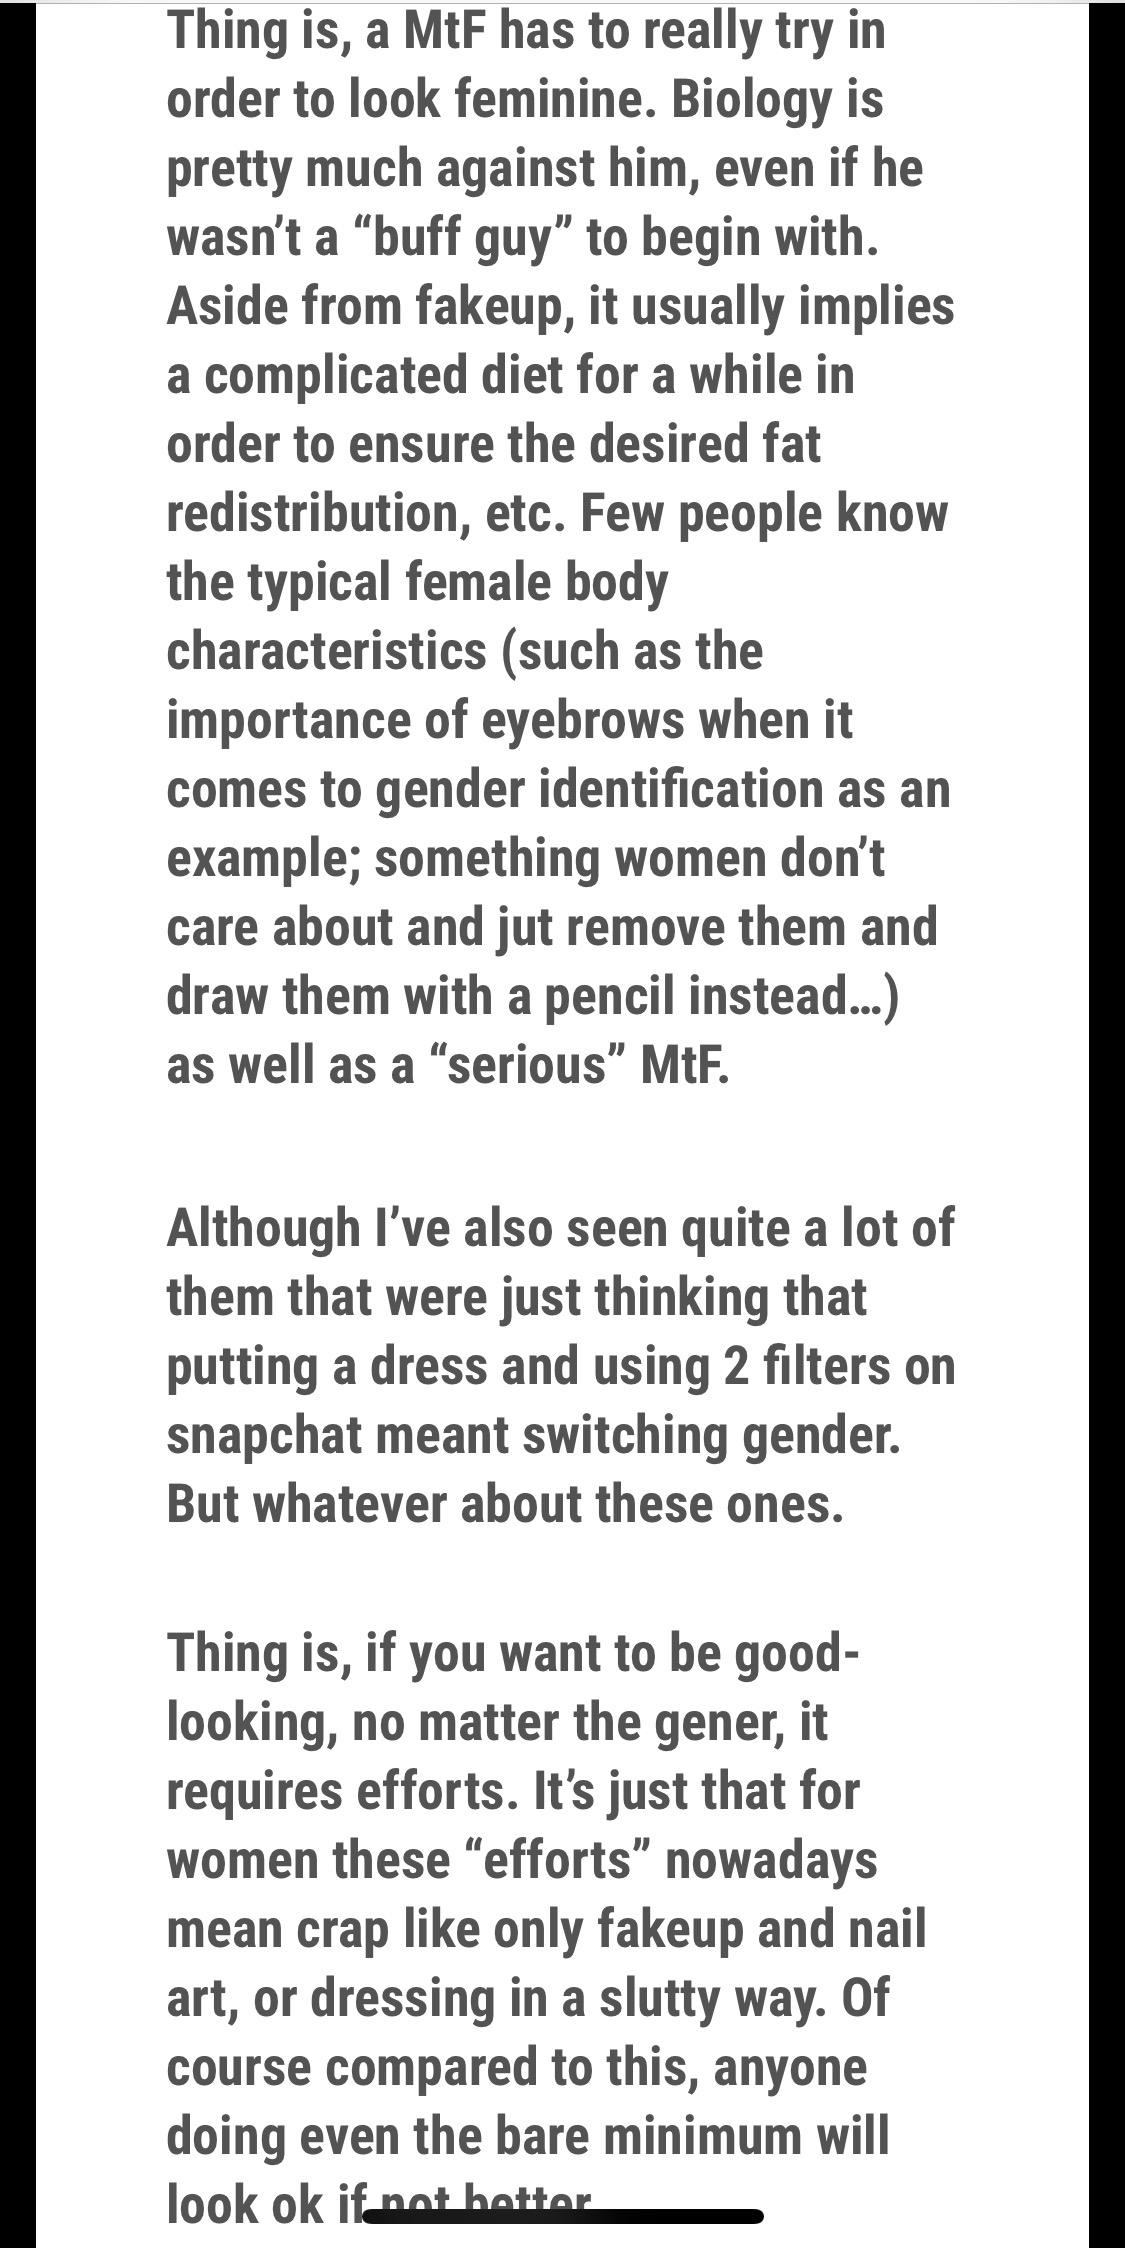 Thing is, a MtF has to really try in
order to look feminine. Biology is
pretty much against him, even if he
wasn’t a “buff guy” to begin with.
Aside from fakeup, it usually implies
a complicated diet for a while in
order to ensure the desired fat
redistribution, etc. Few people know
the typical female body
characteristics (such as the
importance of eyebrows when it
comes to gender identification as an
example; something women don’t
care about and jut remove them and
draw them with a pencil instead…)
as well as a “serious” MtF.
Although I’ve also seen quite a lot of
them that were just thinking that
putting a dress and using 2 filters on
snapchat meant switching gender.
But whatever about these ones.
Thing is, if you want to be good-
looking, no matter the gener, it
requires efforts. It’s just that for
women these “efforts” nowadays
mean crap like only fakeup and nail
art, or dressing in a slutty way. Of
course compared to this, anyone
doing even the bare minimum will
look ok if not better